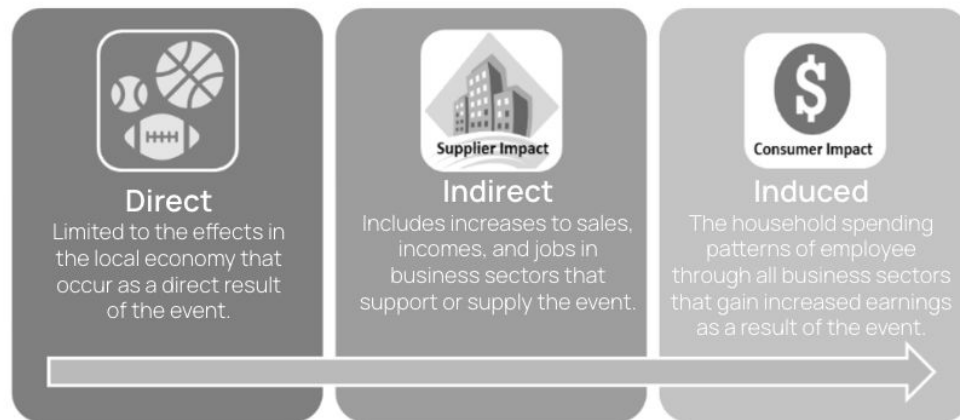 Direct
Limited to the effects in
the local economy that
occur as a direct result
of the event.
Supplier Impact
Indirect
Includes increases to sales,
incomes, and jobs in
business sectors that
support or supply the event.
Consumer Impact
Induced
The household spending
patterns of employee
through all business sectors
that gain increased earnings
as a result of the event.